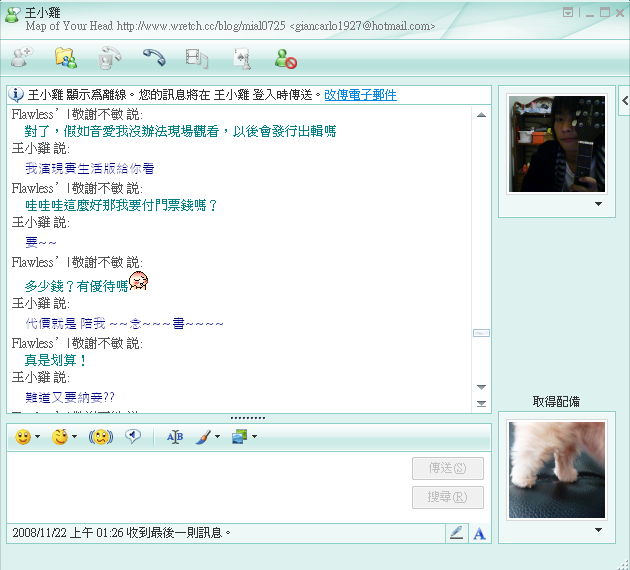 王小雞
Map of Your Head http://www.wretch.cc/blog/mial0725 <giancarlo1927@hotmail.com>
王小雞 顯示為離線。您的訊息將在 王小雞 登入時傳送。改傳電子郵件
Flawless’ |敬謝不敏 說:
對了，假如音愛我沒辦法現場觀看，以後會發行出輯嗎
王小雞 說:
我演現實生活版給你看
Flawless’ |敬謝不敏 說:
哇哇哇這麼好那我要付門票錢嗎？
王小雞 說:
要~~
Flawless’ |敬謝不敏 說:
多少錢？有優待嗎
王小雞 說:
代價就是 陪我 ~~念~~~書~~~~
Flawless’ |敬謝不敏 說:
真是划算！
王小雞 說:
難道又要納妾??
取得配備
傳送(S)
搜尋(R)
2008/11/22 上午 01:26 收到最後一則訊息。